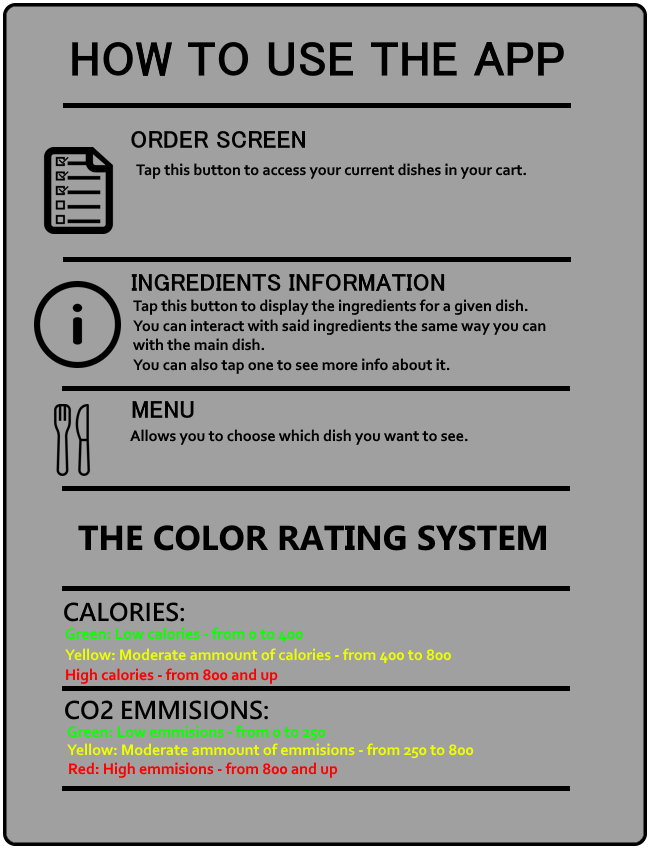 HOW TO USE THE APP
ORDER SCREEN
Tap this button to access your current dishes in your cart.
INGREDIENTS INFORMATION
Tap this button to display the ingredients for a given dish.
You can interact with said ingredients the same way you can
with the main dish.
You can also tap one to see more info about it.
MENU
Allows you to choose which dish you want to see.
THE COLOR RATING SYSTEM
CALORIES:
Green: Low calories - from 0 to 400
Yellow: Moderate ammount of calories - from 400 to 800
High calories - from 800 and up
CO2 EMMISIONS:
Green: Low emmisions - from 0 to 250
Yellow: Moderate ammount of emmisions - from 250 to 800
Red: High emmisions - from 800 and up